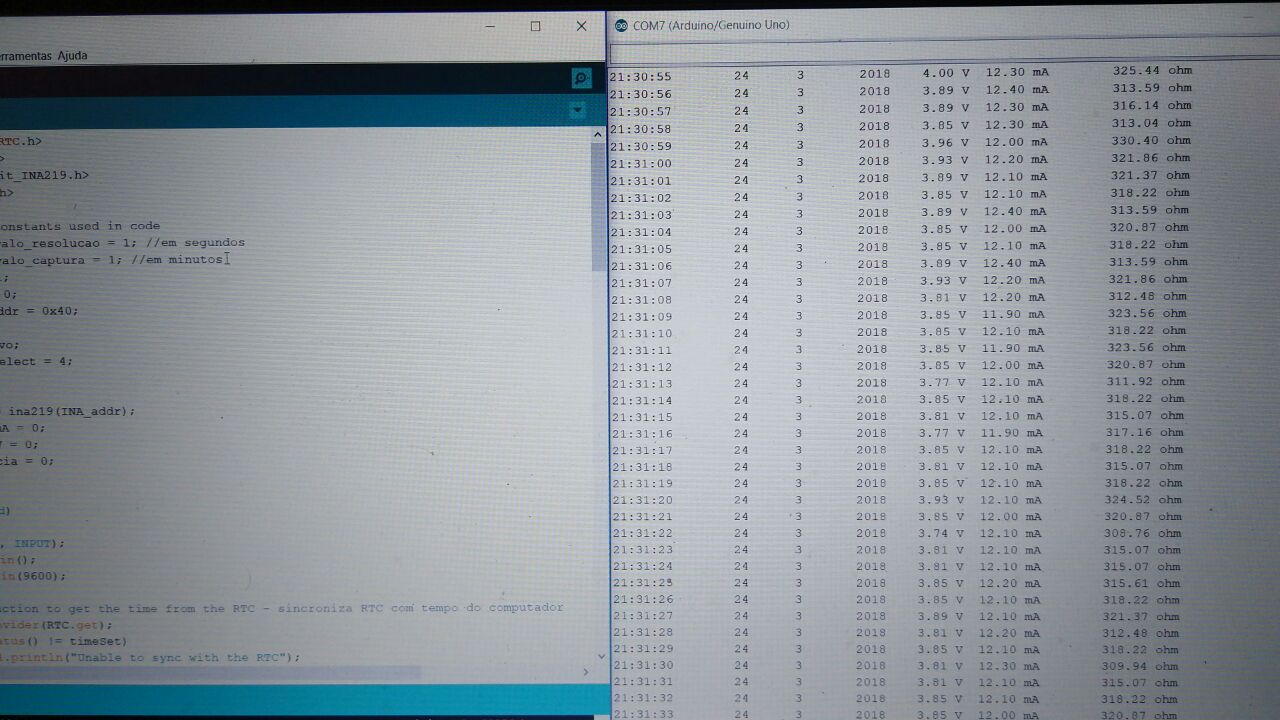 erramentas Ajuda
RTC.h>
>
it_INA219.h>
h>
onstants used in code
valo_resolucao = 1; //em segundos
valo_captura = 1; //em minutos
;
0;
ddr = 0x40;
vo;
elect = 4;
ina219(INA_addr);
mA = 0;
V = 0;
cia = 0;
d)
, INPUT);
in();
in(9600);
nction to get the time from the RTC - sincroniza RTC com tempo do computador
ovider(RTC.get);
atus() != timeSet)
l.println("Unable to sync with the RTC");
COM7 (Arduino/Genuino Uno)
21:30:55 24 3 2018 4.00 V 12.30 mA 325.44 ohm
21:30:56 24 3 2018 3.89 V 12.40 mA 313.59 ohm
21:30:57 24 3 2018 3.89 V 12.30 mA 316.14 ohm
21:30:58 24 3 2018 3.85 V 12.30 mA 313.04 ohm
21:30:59 24 3 2018 3.96 V 12.00 mA 330.40 ohm
21:31:00 24 3 2018 3.93 V 12.20 mA 321.86 ohm
21:31:01 24 3 2018 3.89 V 12.10 mA 321.37 ohm
21:31:02 24 3 2018 3.85 V 12.10 mA 318.22 ohm
21:31:03 24 3 2018 3.89 V 12.40 mA 313.59 ohm
21:31:04 24 3 2018 3.85 V 12.00 mA 320.87 ohm
21:31:05 24 3 2018 3.85 V 12.10 mA 318.22 ohm
21:31:06 24 3 2018 3.89 V 12.40 mA 313.59 ohm
21:31:07 24 3 2018 3.93 V 12.20 mA 321.86 ohm
21:31:08 24 3 2018 3.81 V 12.20 mA 312.48 ohm
21:31:09 24 3 2018 3.85 V 11.90 mA 323.56 ohm
21:31:10 24 3 2018 3.85 V 12.10 mA 318.22 ohm
21:31:11 24 3 2018 3.85 V 11.90 mA 323.56 ohm
21:31:12 24 3 2018 3.85 V 12.00 mA 320.87 ohm
21:31:13 24 3 2018 3.77 V 12.10 mA 311.92 ohm
21:31:14 24 3 2018 3.85 V 12.10 mA 318.22 ohm
21:31:15 24 3 2018 3.81 V 12.10 mA 315.07 ohm
21:31:16 24 3 2018 3.77 V 11.90 mA 317.16 ohm
21:31:17 24 3 2018 3.85 V 12.10 mA 318.22 ohm
21:31:18 24 3 2018 3.81 V 12.10 mA 315.07 ohm
21:31:19 24 3 2018 3.85 V 12.10 mA 318.22 ohm
21:31:20 24 3 2018 3.93 V 12.10 mA 324.52 ohm
21:31:21 24 3 2018 3.85 V 12.00 mA 320.87 ohm
21:31:22 24 3 2018 3.74 V 12.10 mA 308.76 ohm
21:31:23 24 3 2018 3.81 V 12.10 mA 315.07 ohm
21:31:24 24 3 2018 3.81 V 12.10 mA 315.07 ohm
21:31:25 24 3 2018 3.85 V 12.20 mA 315.61 ohm
21:31:26 24 3 2018 3.85 V 12.10 mA 318.22 ohm
21:31:27 24 3 2018 3.89 V 12.10 mA 321.37 ohm
21:31:28 24 3 2018 3.81 V 12.20 mA 312.48 ohm
21:31:29 24 3 2018 3.85 V 12.10 mA 318.22 ohm
21:31:30 24 3 2018 3.81 V 12.30 mA 309.94 ohm
21:31:31 24 3 2018 3.81 V 12.10 mA 315.07 ohm
21:31:32 24 3 2018 3.85 V 12.10 mA 318.22 ohm
21:31:33 24 3 2018 3.85 V 12.00 mA 320.87 ohm